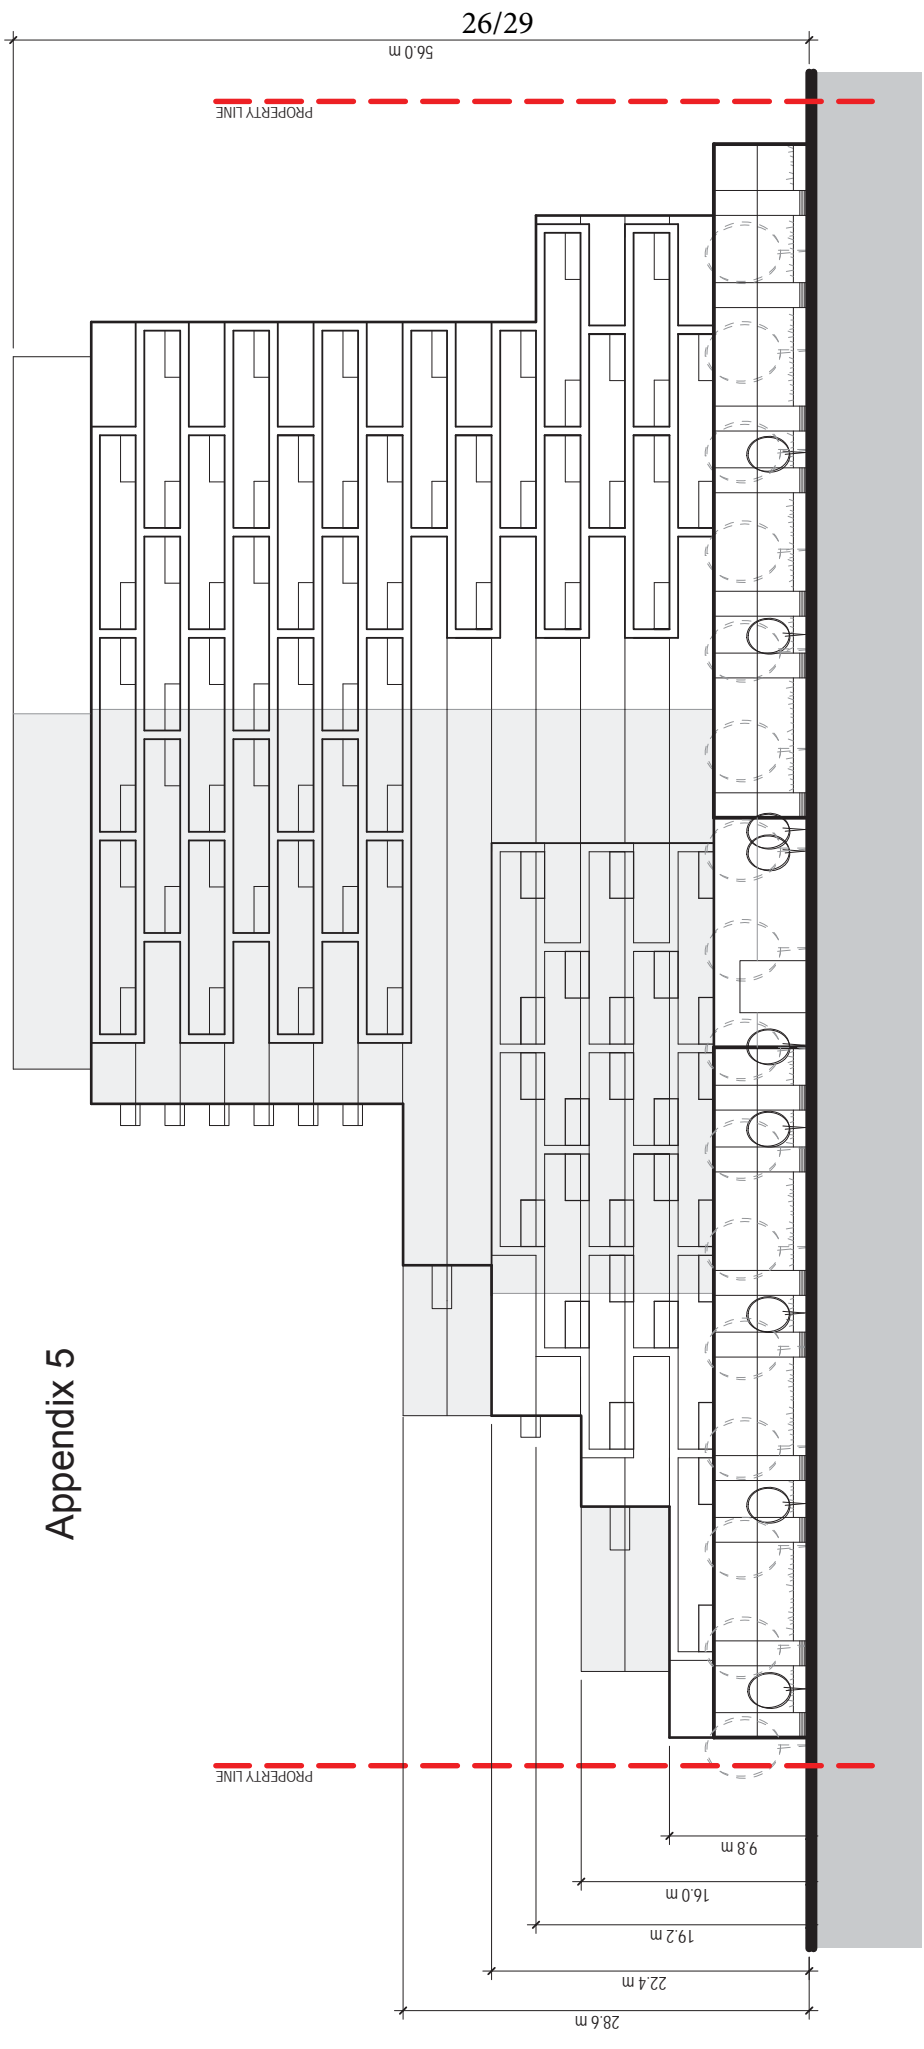 26/29
56.0 m
PROPERTY LINE
Appendix 5
PROPERTY LINE
9.8 m
16.0 m
19.2 m
22.4 m
28.6 m